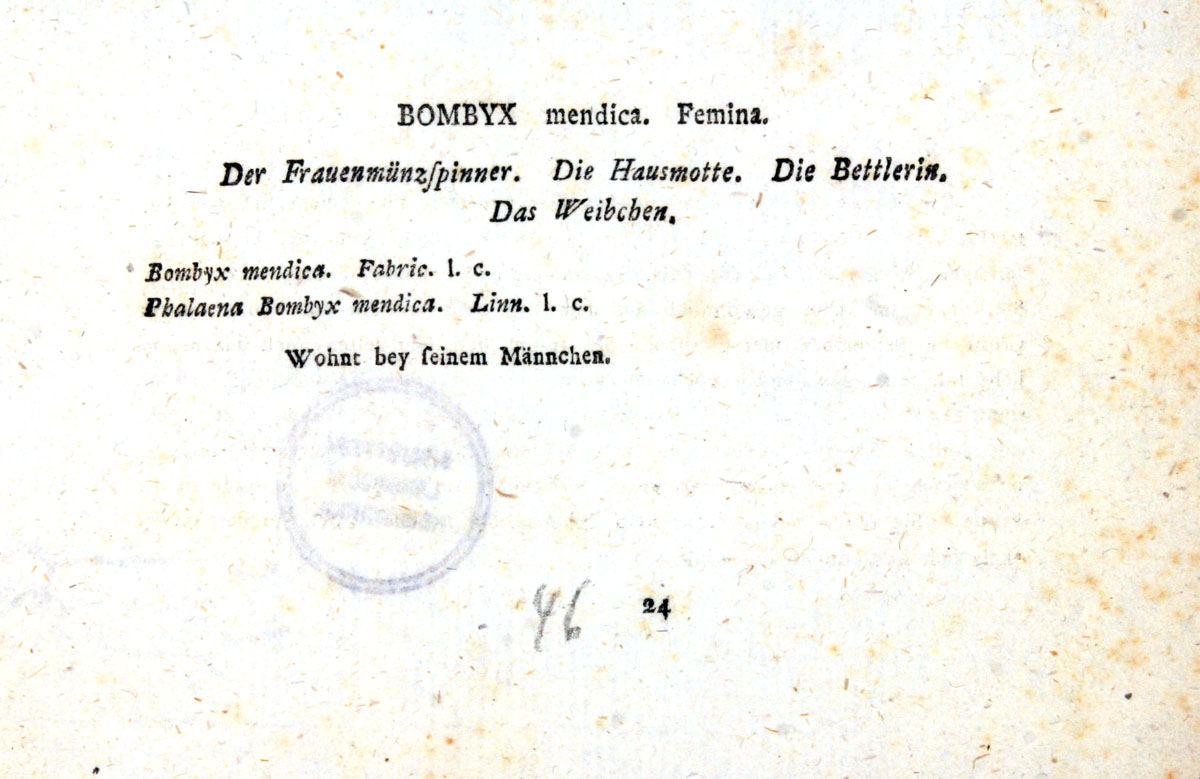 BOMBYX mendica. Femina.
Der Frauenmünzſpinner. Die Hausmotte. Die Bettlerin.
Das Weibchen.
Bombyx mendica. Fabric. l. c.
Phalaena Bombyx mendica. Linn. l. c.
Wohnt bey ſeinem Männchen.
46
24